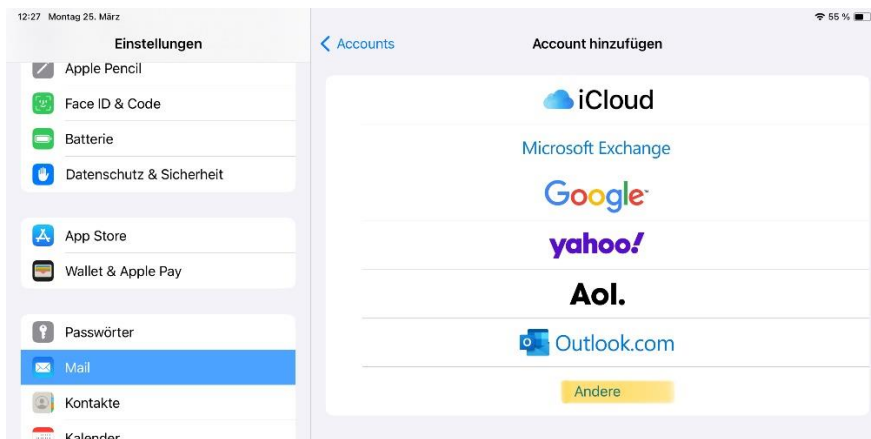 12:27 Montag 25. März
55 %
Einstellungen
Apple Pencil
Face ID & Code
Batterie
Datenschutz & Sicherheit
App Store
Wallet & Apple Pay
Passwörter
Mail
Kontakte
Kalender
Accounts
Account hinzufügen
iCloud
Microsoft Exchange
Google
yahoo!
Aol.
Outlook.com
Andere